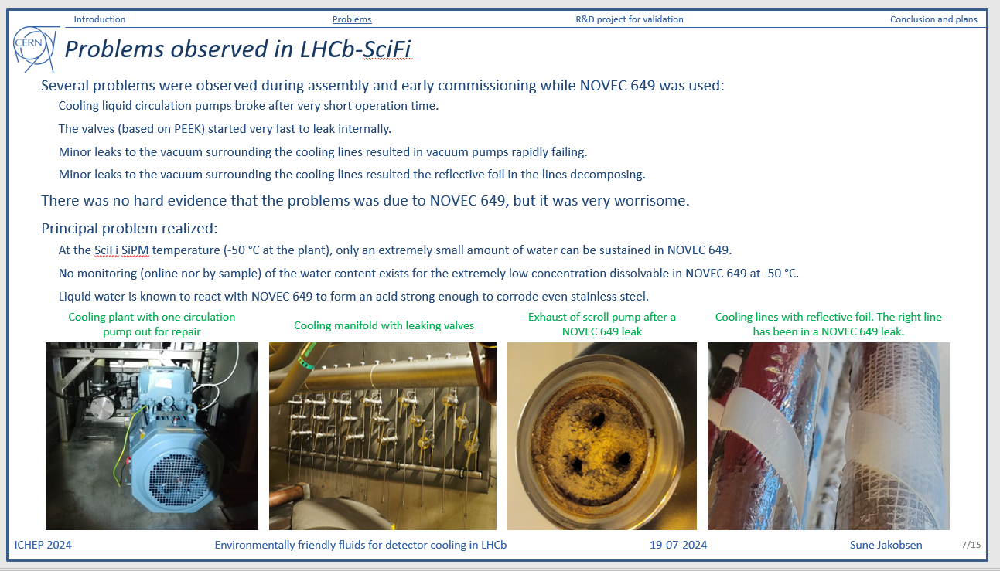 Introduction
Problems
R&D project for validation
Conclusion and plans
CERN
Problems observed in LHCb-SciFi
Several problems were observed during assembly and early commissioning while NOVEC 649 was used:
Cooling liquid circulation pumps broke after very short operation time.
The valves (based on PEEK) started very fast to leak internally.
Minor leaks to the vacuum surrounding the cooling lines resulted in vacuum pumps rapidly failing.
Minor leaks to the vacuum surrounding the cooling lines resulted the reflective foil in the lines decomposing.
There was no hard evidence that the problems was due to NOVEC 649, but it was very worrisome.
Principal problem realized:
At the SciFi SiPM temperature (-50 °C at the plant), only an extremely small amount of water can be sustained in NOVEC 649.
No monitoring (online nor by sample) of the water content exists for the extremely low concentration dissolvable in NOVEC 649 at -50 °C.
Liquid water is known to react with NOVEC 649 to form an acid strong enough to corrode even stainless steel.
Cooling plant with one circulation
pump out for repair
Cooling manifold with leaking valves
Exhaust of scroll pump after a
NOVEC 649 leak
Cooling lines with reflective foil. The right line
has been in a NOVEC 649 leak.
ICHEP 2024
Environmentally friendly fluids for detector cooling in LHCb
19-07-2024
Sune Jakobsen
7/15